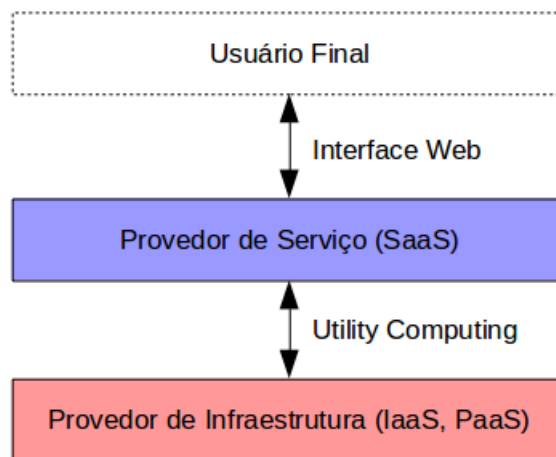 Usuário Final
Interface Web
Provedor de Serviço (SaaS)
Utility Computing
Provedor de Infraestrutura (IaaS, PaaS)